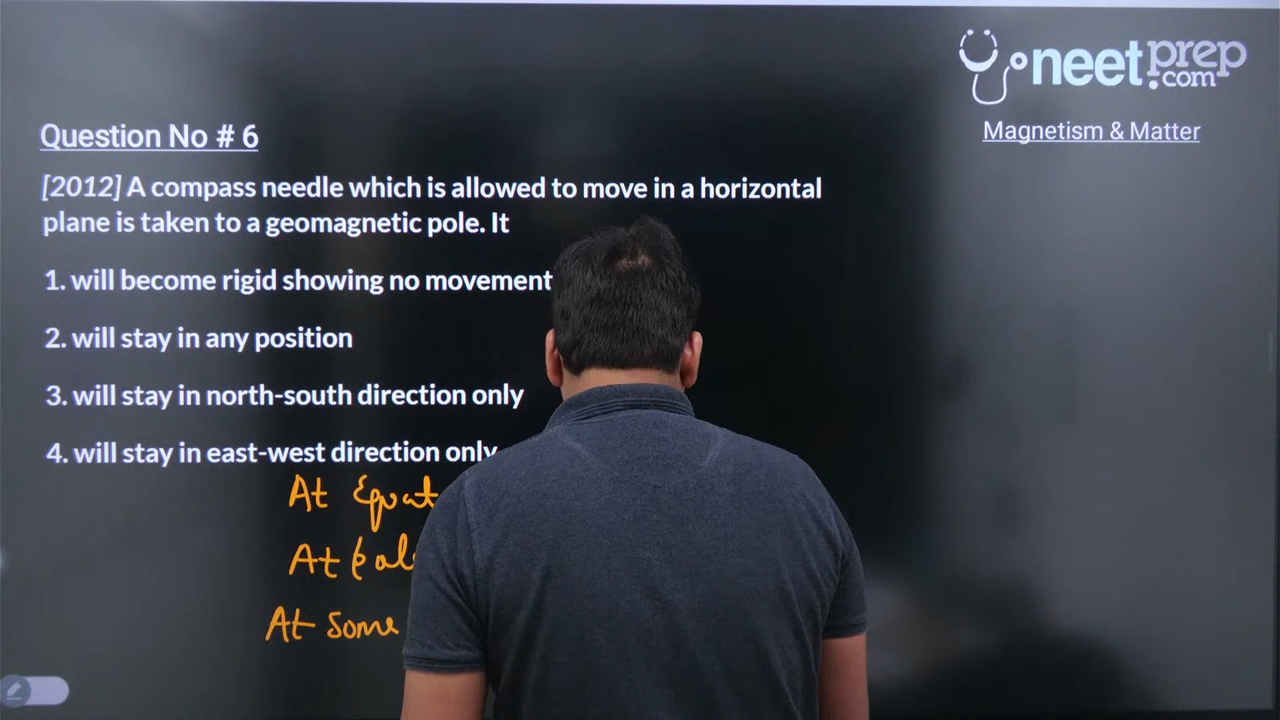 neetprep.com
Magnetism & Matter
Question No # 6
[2012] A compass needle which is allowed to move in a horizontal
plane is taken to a geomagnetic pole. It
1. will become rigid showing no movement
2. will stay in any position
3. will stay in north-south direction only
4. will stay in east-west direction only
At Equat
At pol
At Some